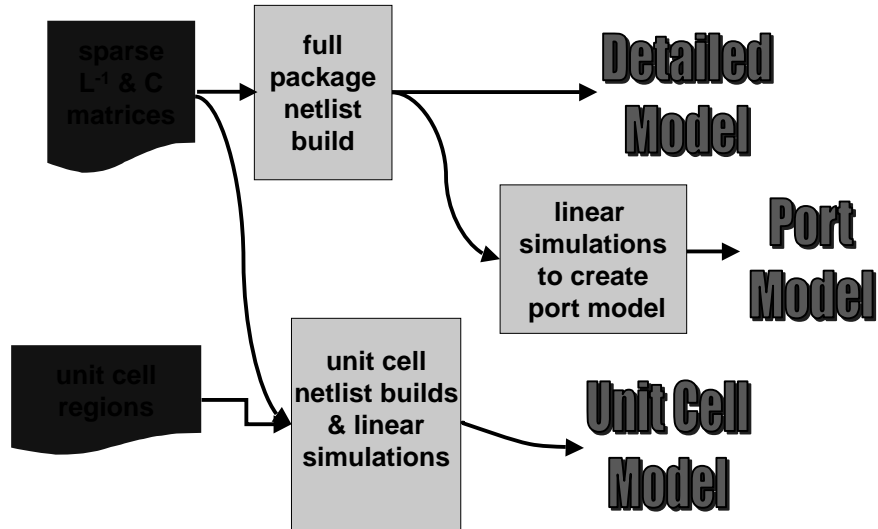 sparse
L⁻¹ & C
matrices
full
package
netlist
build
Detailed
Model
linear
simulations
to create
port model
Port
Model
unit cell
regions
unit cell
netlist builds
& linear
simulations
Unit Cell
Model